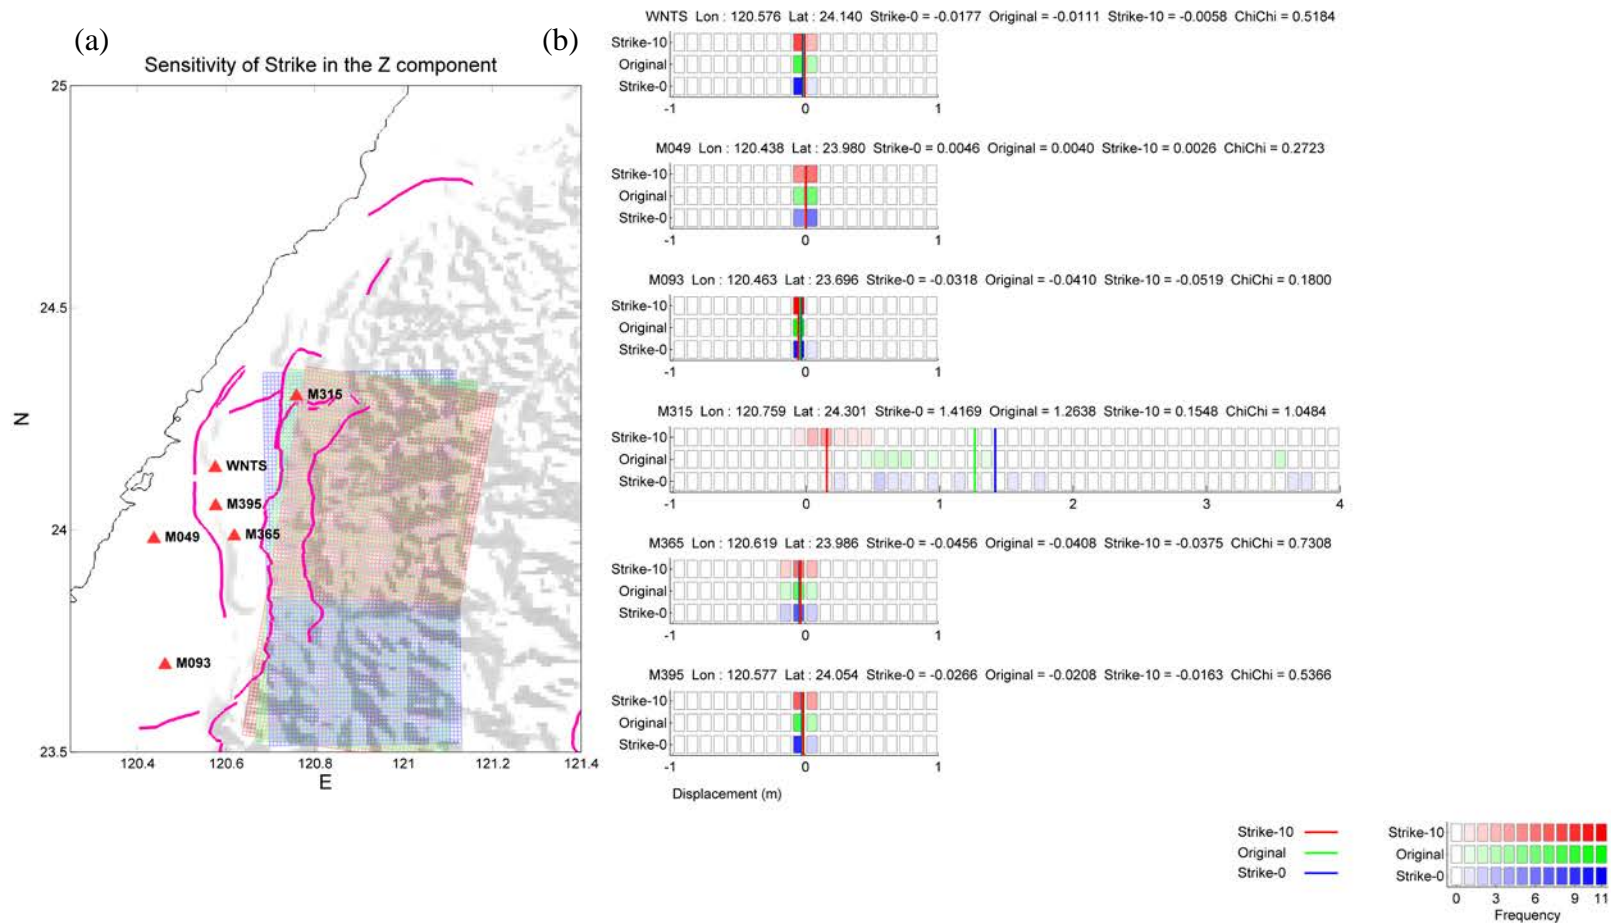 (a)
Sensitivity of Strike in the Z component
25
24.5
24
23.5
N
120.4 120.6 120.8 121 121.2 121.4
E
M315
WNTS
M395
M049
M365
M093
(b)
WNTS Lon : 120.576 Lat : 24.140 Strike-0 = -0.0177 Original = -0.0111 Strike-10 = -0.0058 ChiChi = 0.5184
Strike-10
Original
Strike-0
-1 0 1
M049 Lon : 120.438 Lat : 23.980 Strike-0 = 0.0046 Original = 0.0040 Strike-10 = 0.0026 ChiChi = 0.2723
Strike-10
Original
Strike-0
-1 0 1
M093 Lon : 120.463 Lat : 23.696 Strike-0 = -0.0318 Original = -0.0410 Strike-10 = -0.0519 ChiChi = 0.1800
Strike-10
Original
Strike-0
-1 0 1
M315 Lon : 120.759 Lat : 24.301 Strike-0 = 1.4169 Original = 1.2638 Strike-10 = 0.1548 ChiChi = 1.0484
Strike-10
Original
Strike-0
-1 0 1 2 3 4
M365 Lon : 120.619 Lat : 23.986 Strike-0 = -0.0456 Original = -0.0408 Strike-10 = -0.0375 ChiChi = 0.7308
Strike-10
Original
Strike-0
-1 0 1
M395 Lon : 120.577 Lat : 24.054 Strike-0 = -0.0266 Original = -0.0208 Strike-10 = -0.0163 ChiChi = 0.5366
Strike-10
Original
Strike-0
-1 0 1
Displacement (m)
Strike-10
Original
Strike-0
Strike-10
Original
Strike-0
0 3 6 9 11
Frequency